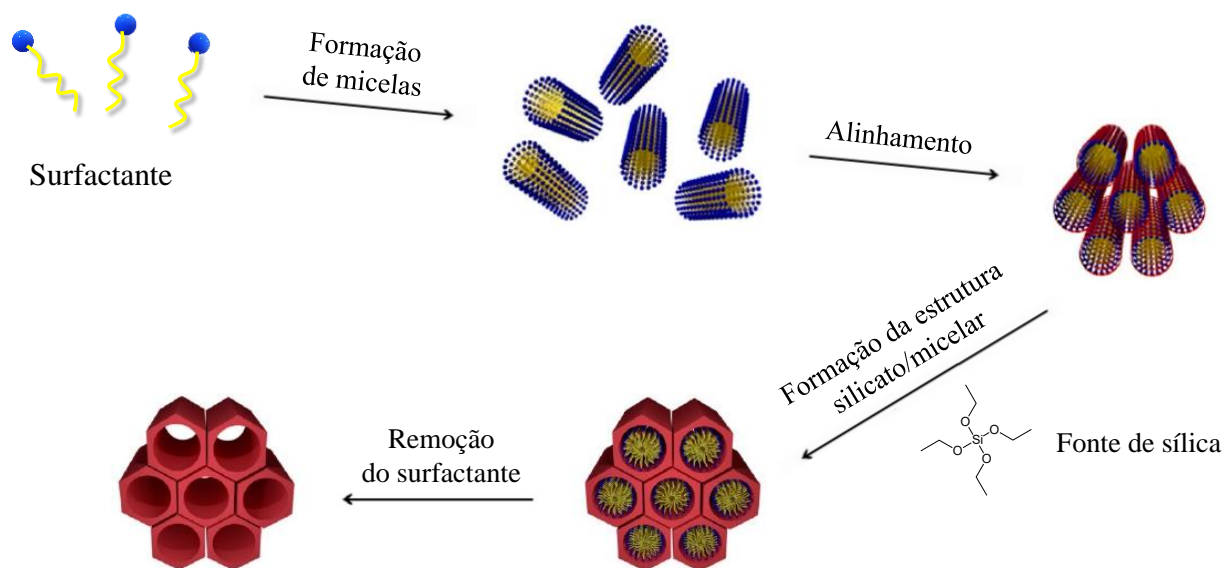 Formação
de micelas
Surfactante
Alinhamento
Formação da estrutura
silicato/micelar
O
O
Si
O
O
Fonte de sílica
Remoção
do surfactante